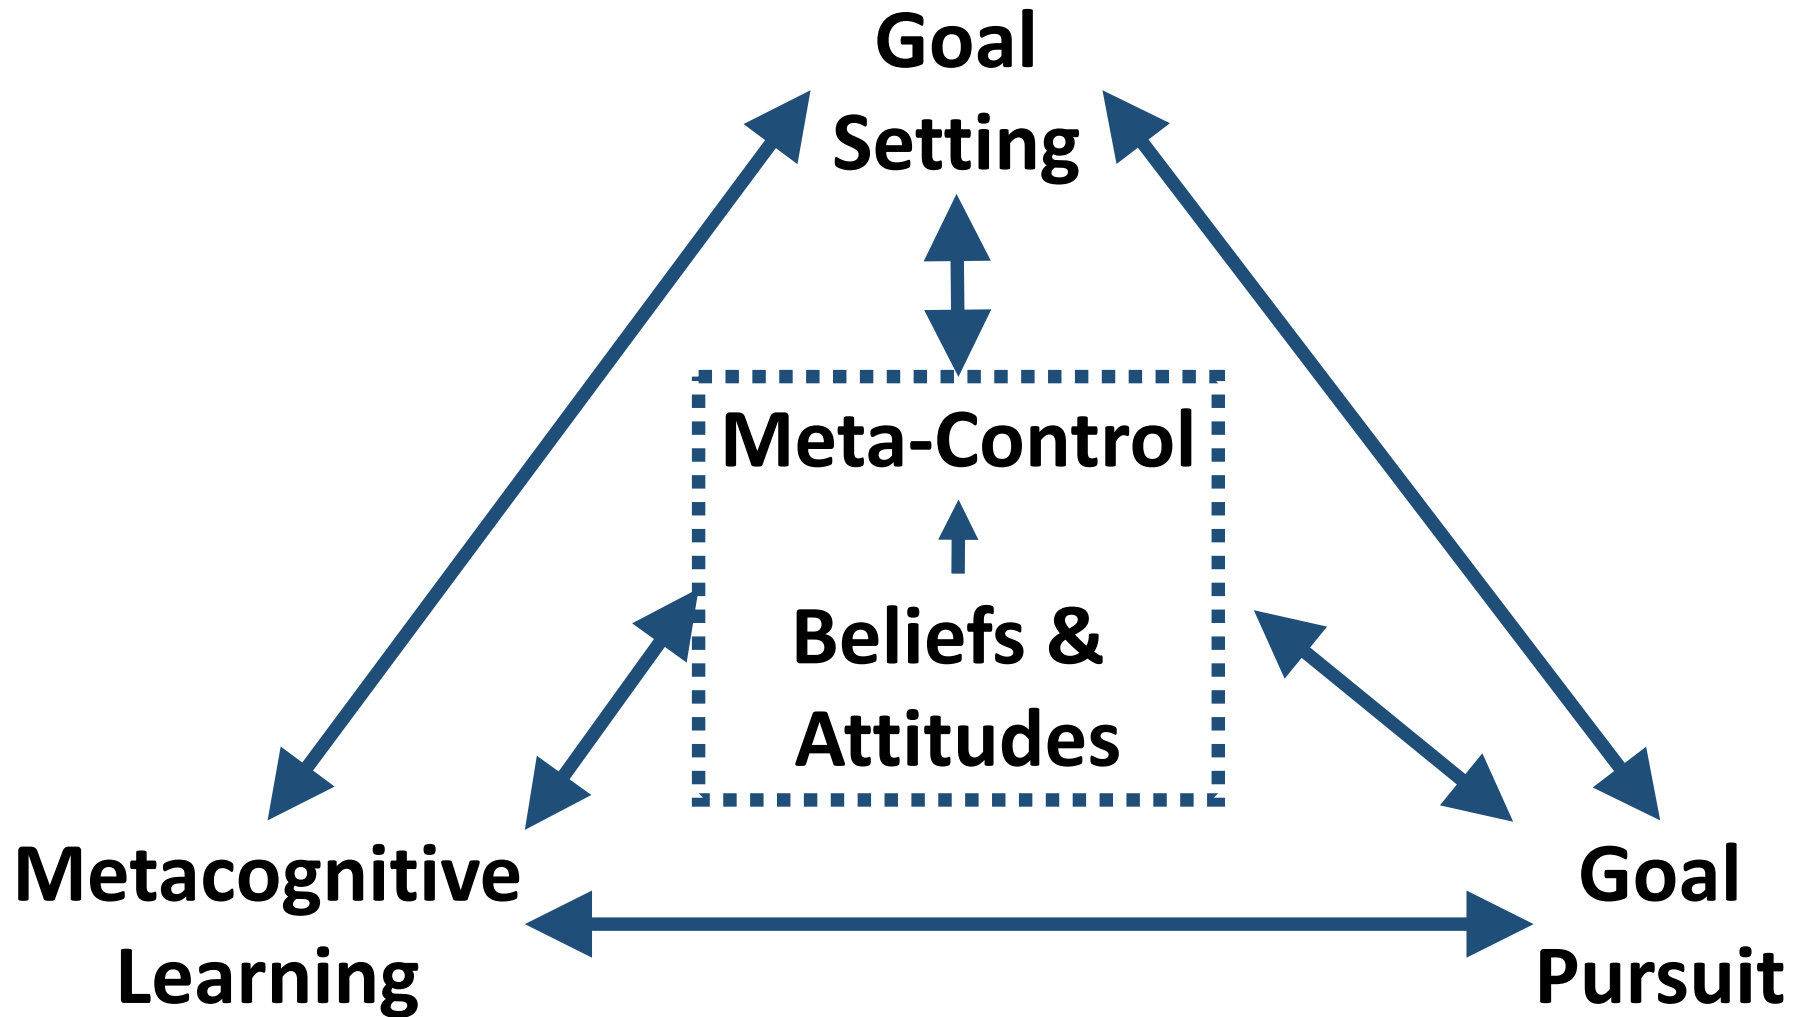 Goal
Setting
Meta-Control
Beliefs &
Attitudes
Metacognitive
Learning
Goal
Pursuit